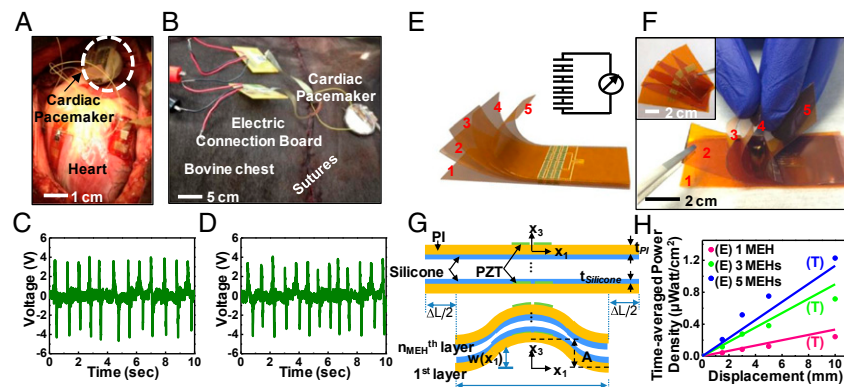 A
Cardiac
Pacemaker
Heart
1 cm
B
Cardiac
Pacemaker
Electric
Connection Board
Bovine chest
Sutures
5 cm
C
Voltage (V)
6
4
2
0
-2
-4
-6
0 2 4 6 8 10
Time (sec)
D
Voltage (V)
6
4
2
0
-2
-4
-6
0 2 4 6 8 10
Time (sec)
E
1
2
3
4
5
F
2 cm
1
2
3
4
5
2 cm
G
PI
Silicone
PZT
x3
x1
tPI
tSilicone
ΔL/2
ΔL/2
nMEHth layer
1st layer
w(x1)
x3
x1
A
H
Time-averaged Power
Density (μWatt/cm2)
1.2
0.8
0.4
0.0
(E) 1 MEH
(E) 3 MEHs
(E) 5 MEHs
(T)
(T)
(T)
0 2 4 6 8 10
Displacement (mm)